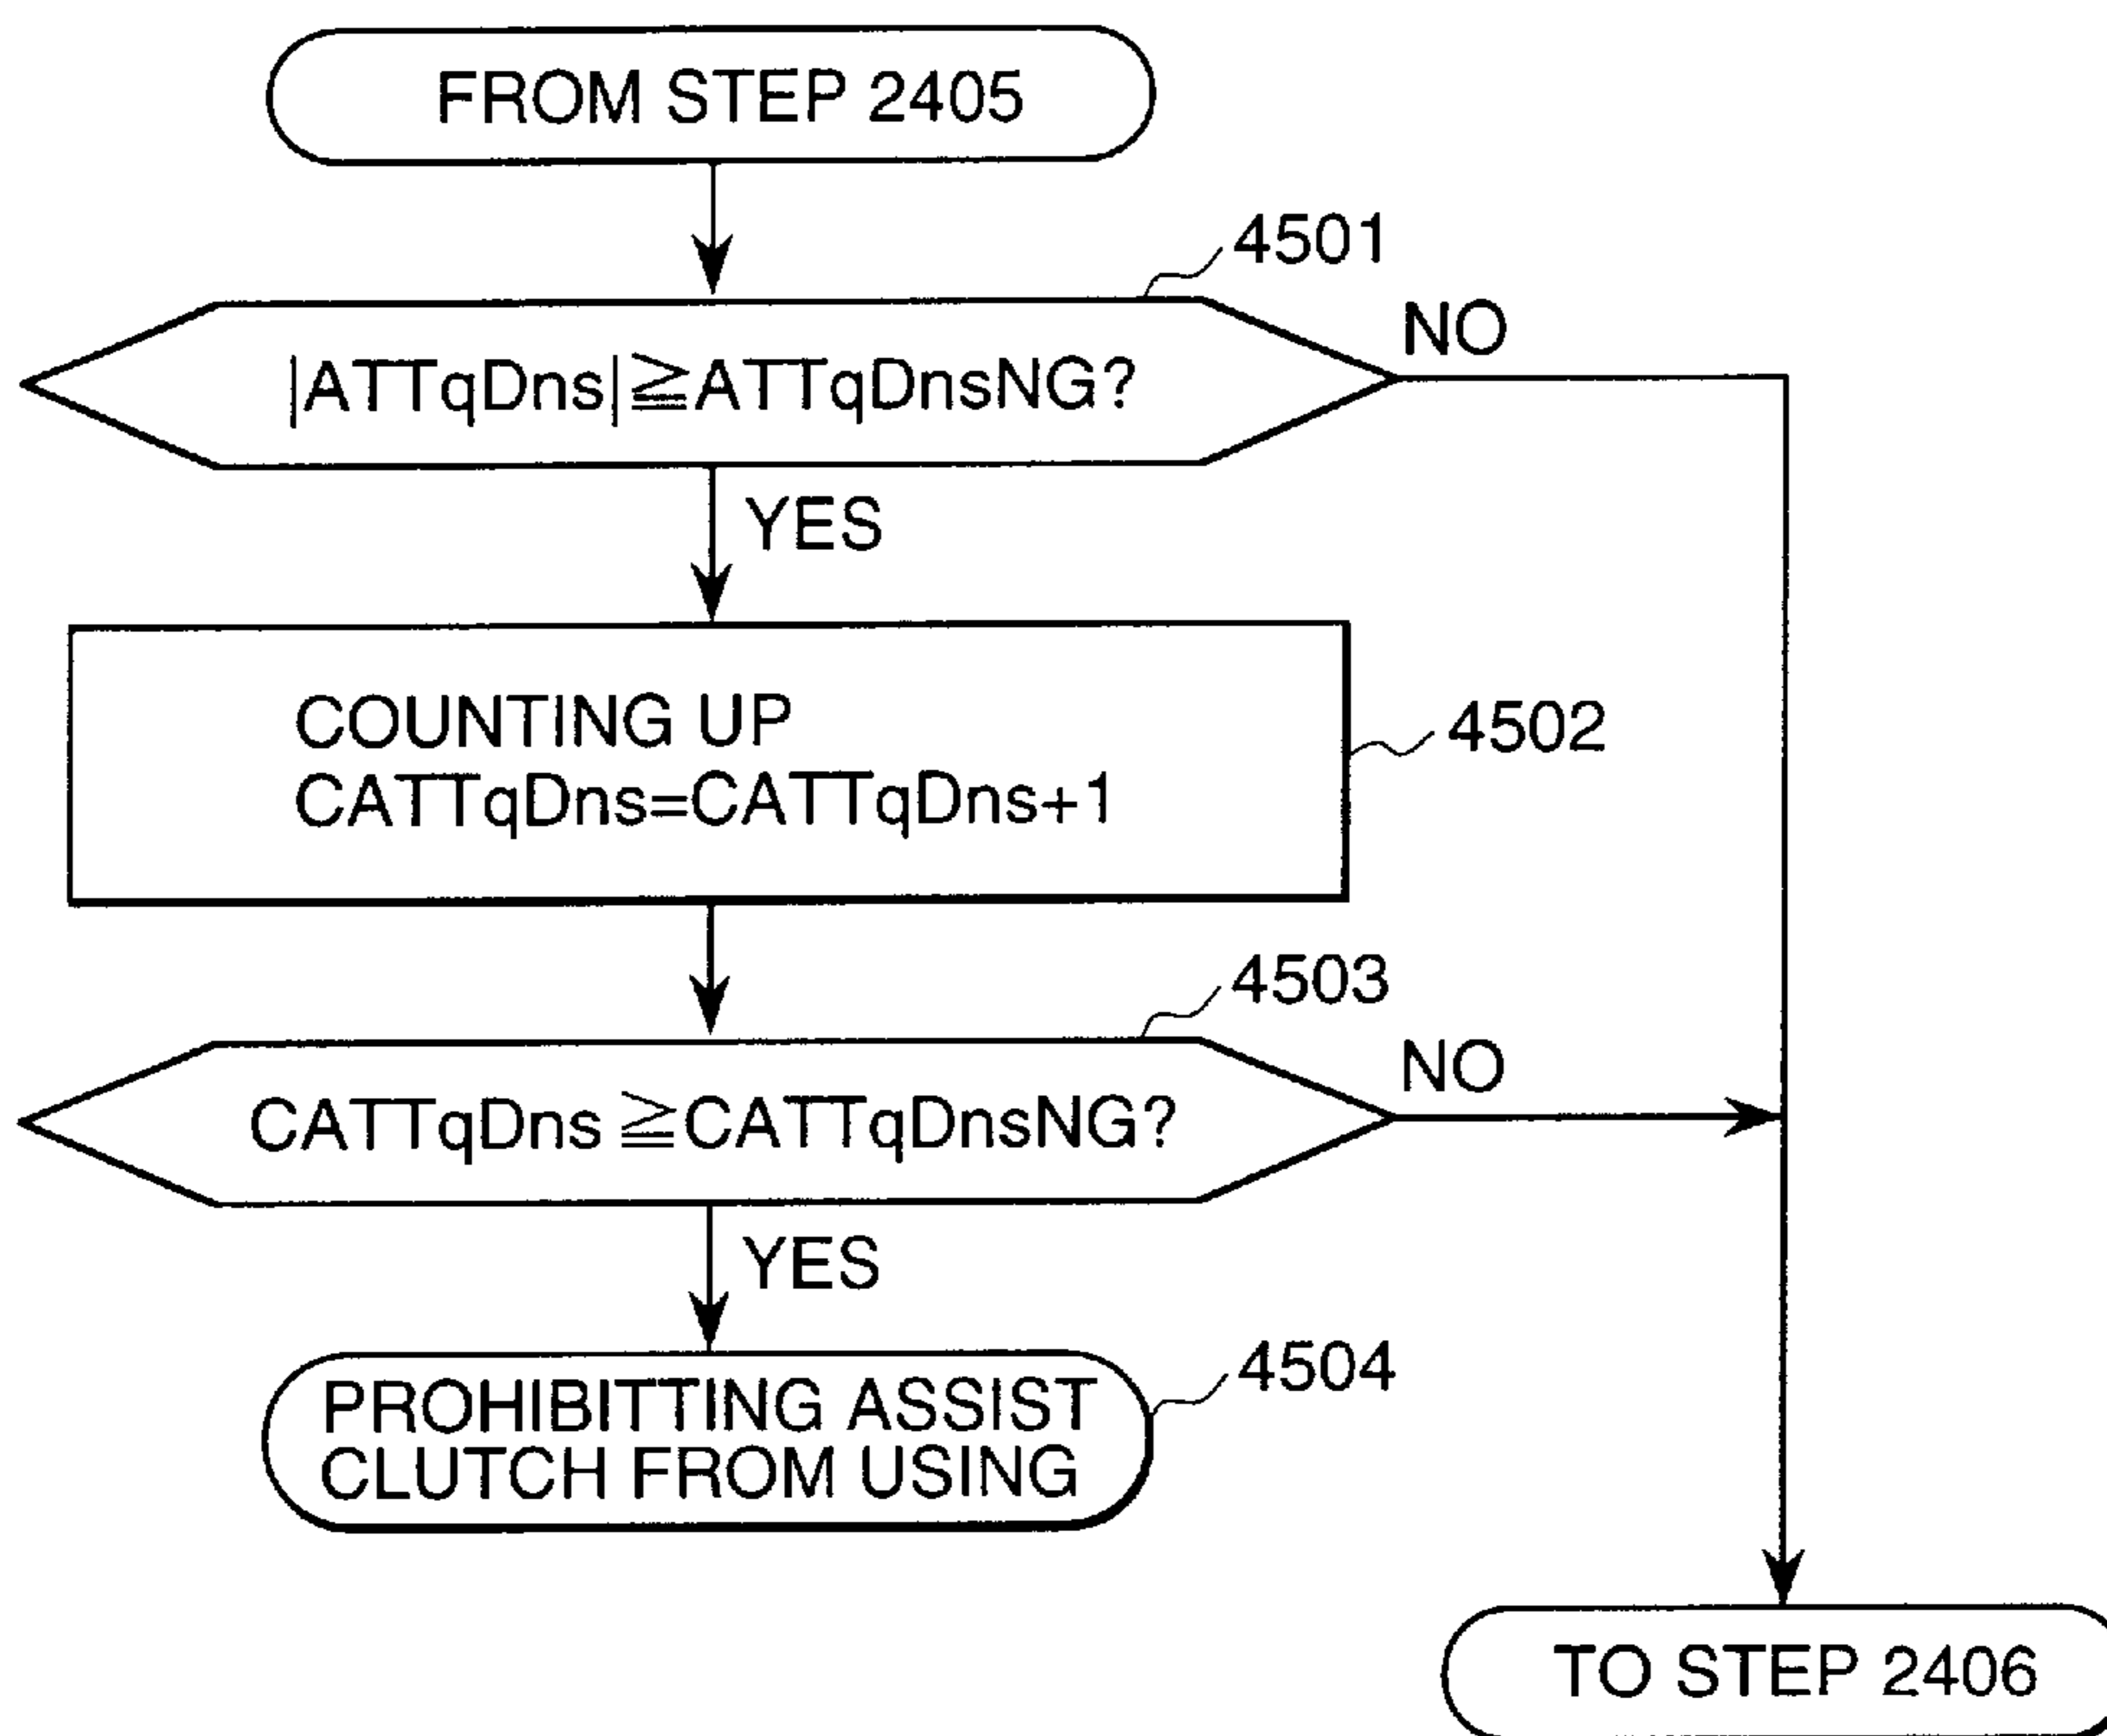 FROM STEP 2405
4501
|ATTqDns|≧ATTqDnsNG?
NO
YES
COUNTING UP
CATTqDns=CATTqDns+1
4502
4503
CATTqDns≧CATTqDnsNG?
NO
YES
4504
PROHIBITTING ASSIST
CLUTCH FROM USING
TO STEP 2406